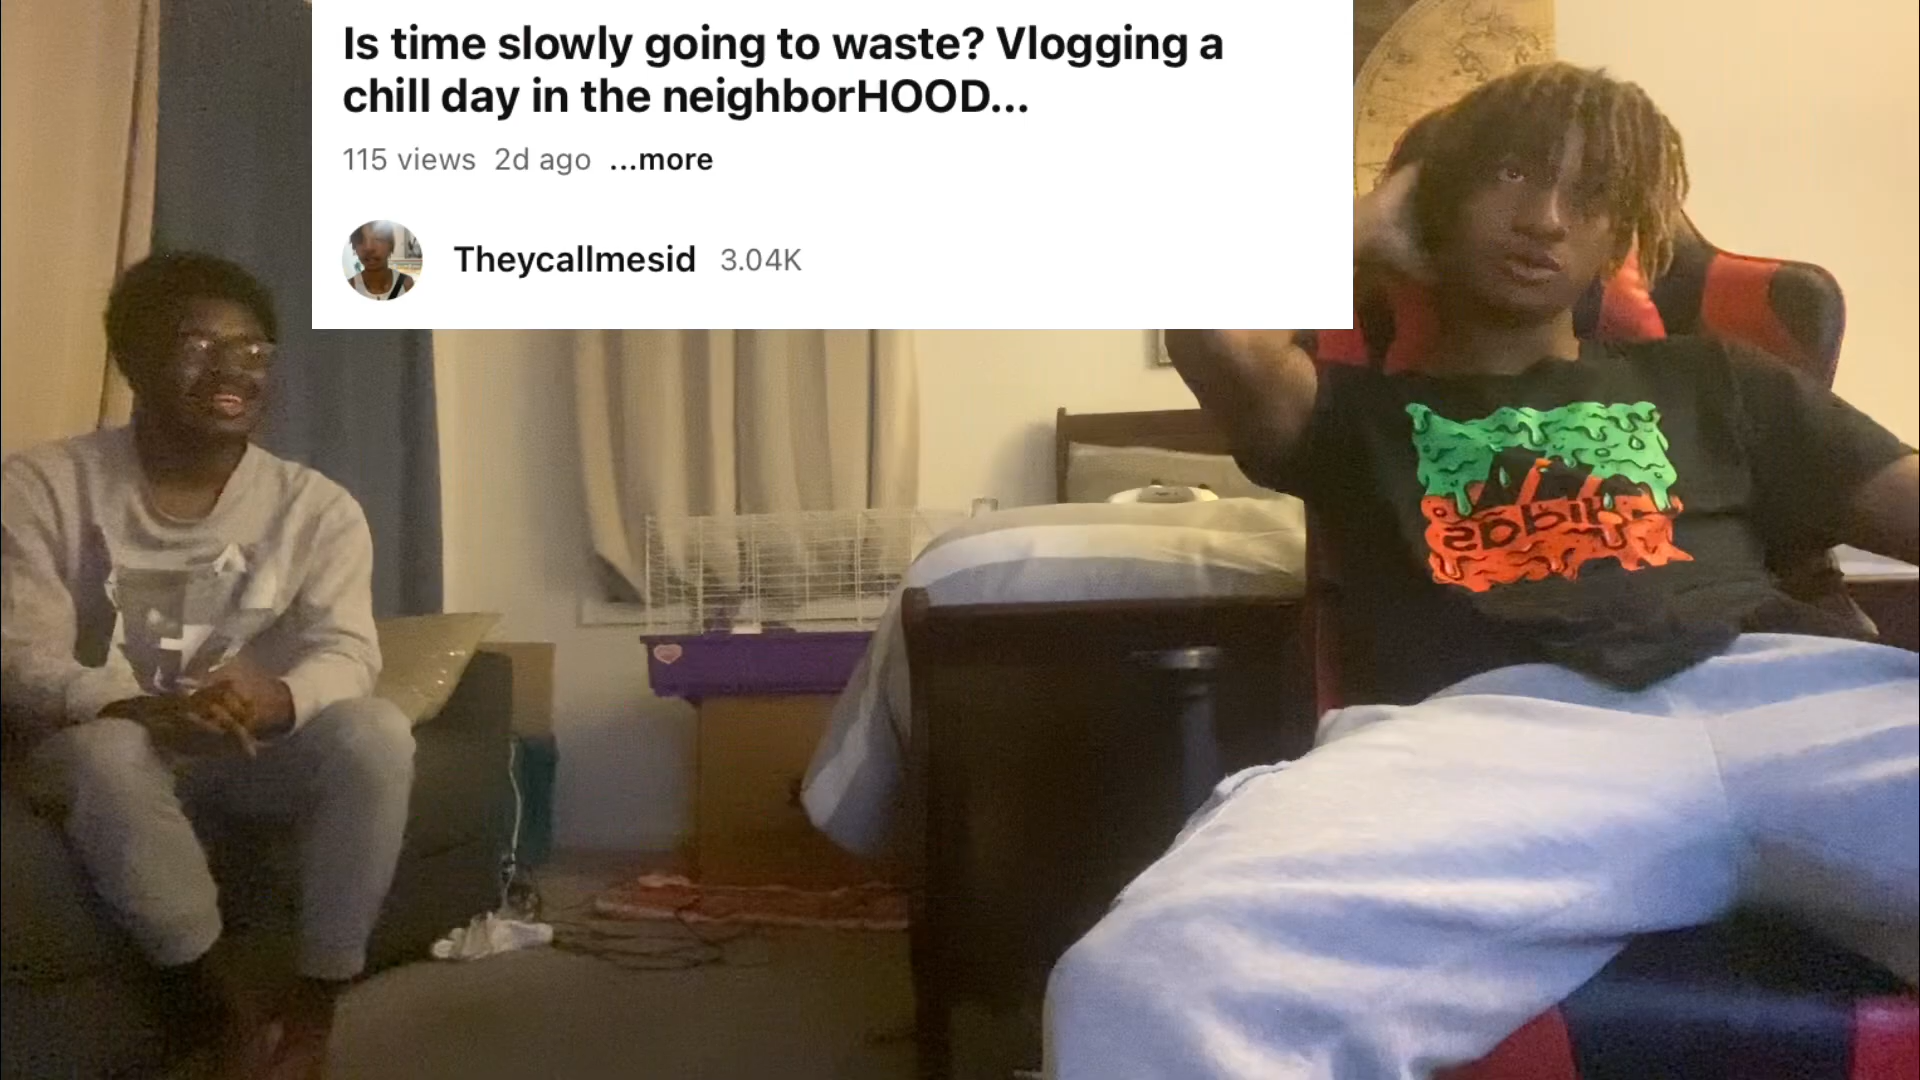 Is time slowly going to waste? Vlogging a
chill day in the neighborHOOD...
115 views 2d ago ...more
Theycallmesid 3.04K